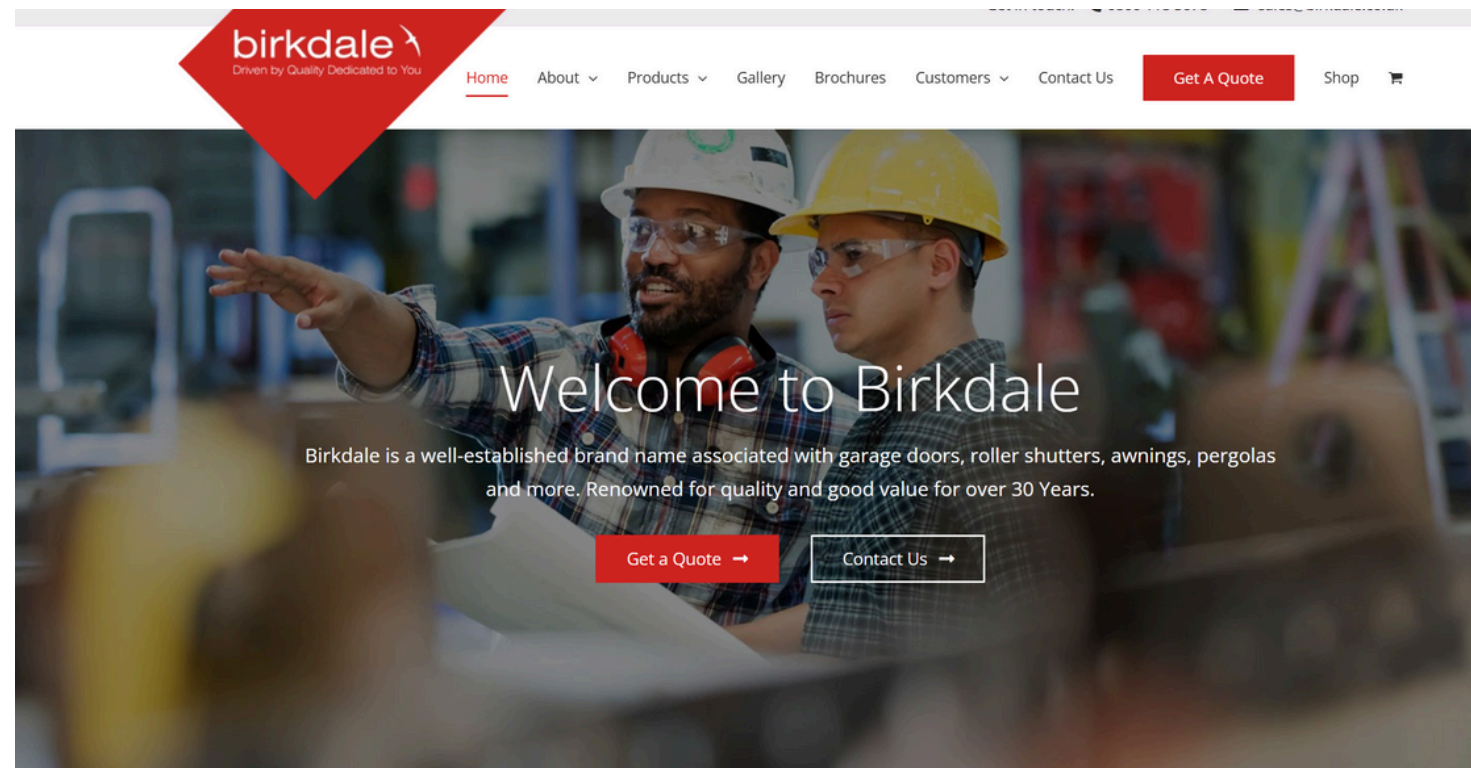 birkdale
Driven by Quality Dedicated to You
Home About Products Gallery Brochures Customers Contact Us Get A Quote Shop
Welcome to Birkdale
Birkdale is a well-established brand name associated with garage doors, roller shutters, awnings, pergolas
and more. Renowned for quality and good value for over 30 Years.
Get a Quote → Contact Us →